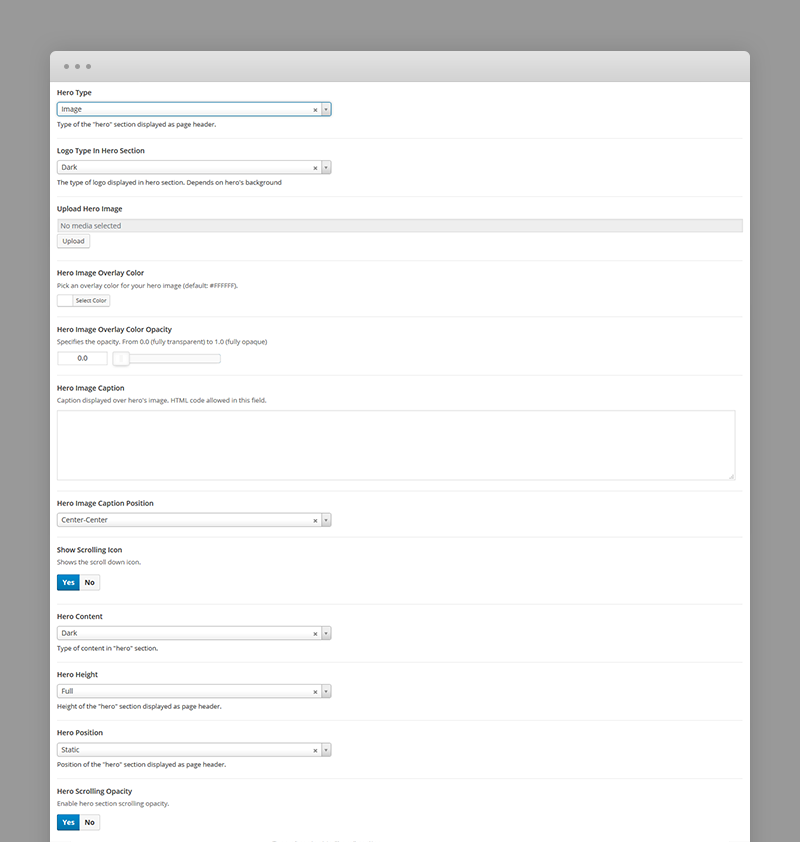 Hero Type
Image
Type of the "hero" section displayed as page header.
Logo Type In Hero Section
Dark
The type of logo displayed in hero section. Depends on hero's background
Upload Hero Image
No media selected
Upload
Hero Image Overlay Color
Pick an overlay color for your hero image (default: #FFFFFF).
Select Color
Hero Image Overlay Color Opacity
Specifies the opacity. From 0.0 (fully transparent) to 1.0 (fully opaque)
0.0
Hero Image Caption
Caption displayed over hero's image. HTML code allowed in this field.
Hero Image Caption Position
Center-Center
Show Scrolling Icon
Shows the scroll down icon.
Yes No
Hero Content
Dark
Type of content in "hero" section.
Hero Height
Full
Height of the "hero" section displayed as page header.
Hero Position
Static
Position of the "hero" section displayed as page header.
Hero Scrolling Opacity
Enable hero section scrolling opacity.
Yes No